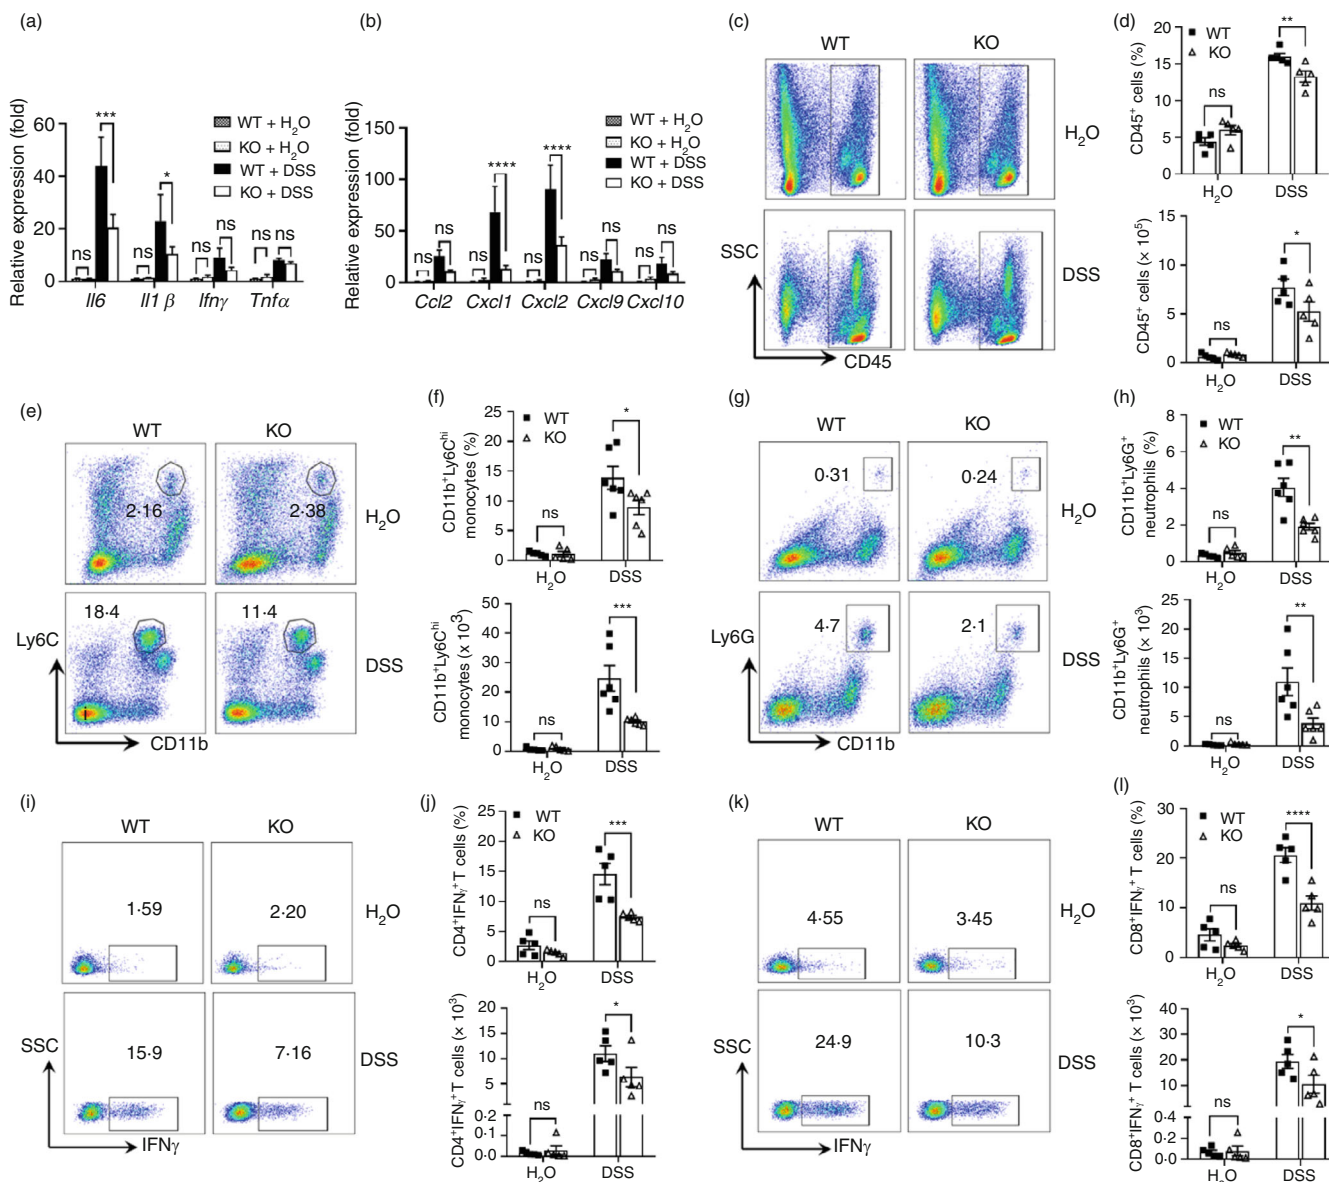 (a)
Relative expression (fold)
60
40
20
0
***
*
ns
ns
ns
ns
ns
ns
Il6
Il1 β
Ifnγ
Tnfα
WT + H₂O
KO + H₂O
WT + DSS
KO + DSS
(b)
Relative expression (fold)
150
100
50
0
ns
ns
****
ns
****
ns
ns
ns
ns
ns
Ccl2
Cxcl1
Cxcl2
Cxcl9
Cxcl10
WT + H₂O
KO + H₂O
WT + DSS
KO + DSS
(c)
WT
KO
H₂O
DSS
SSC
CD45
(d)
CD45⁺ cells (%)
20
15
10
5
0
WT
KO
ns
**
H₂O
DSS
CD45⁺ cells (× 10⁵)
15
10
5
0
ns
*
H₂O
DSS
(e)
WT
KO
2·16
2·38
H₂O
18·4
11·4
DSS
Ly6C
CD11b
(f)
CD11b⁺Ly6Cʰⁱ
monocytes (%)
25
20
15
10
5
0
WT
KO
ns
*
H₂O
DSS
CD11b⁺Ly6Cʰⁱ
monocytes (× 10³)
50
40
30
20
10
0
ns
***
H₂O
DSS
(g)
WT
KO
0·31
0·24
H₂O
4·7
2·1
DSS
Ly6G
CD11b
(h)
CD11b⁺Ly6G⁺
neutrophils (%)
8
6
4
2
0
WT
KO
ns
**
H₂O
DSS
CD11b⁺Ly6G⁺
neutrophils (× 10³)
25
20
15
10
5
0
ns
**
H₂O
DSS
(i)
WT
KO
1·59
2·20
H₂O
15·9
7·16
DSS
SSC
IFNγ
(j)
CD4⁺IFNγ⁺ T cells (%)
25
20
15
10
5
0
WT
KO
ns
***
H₂O
DSS
CD4⁺IFNγ⁺ T cells (× 10³)
20
15
10
5
0·2
0·1
0·0
ns
*
H₂O
DSS
(k)
WT
KO
4·55
3·45
H₂O
24·9
10·3
DSS
SSC
IFNγ
(l)
CD8⁺IFNγ⁺ T cells (%)
30
20
10
0
WT
KO
ns
****
H₂O
DSS
CD8⁺IFNγ⁺ T cells (× 10³)
40
30
20
10
0·4
0·2
0·0
ns
*
H₂O
DSS